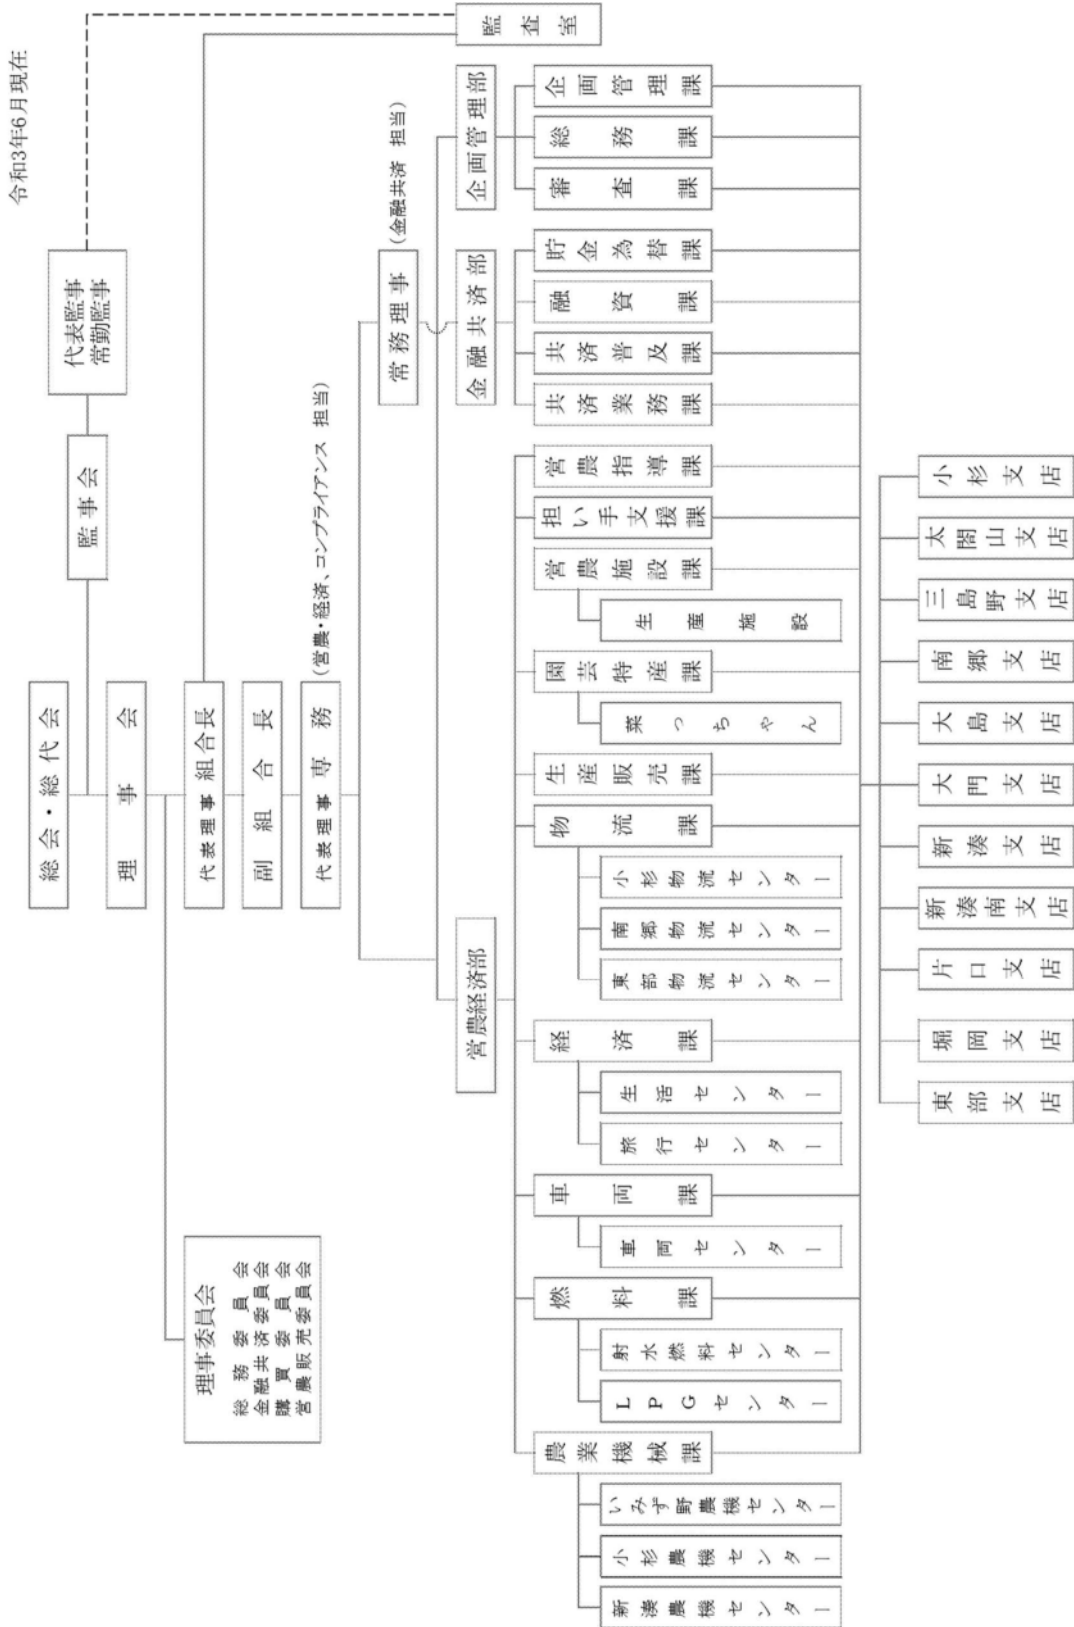 令和3年6月現在
総会・総代会
監事会
代表監事
常勤監事
監査室
理事会
理事委員会
総務委員会
金融共済委員会
購買委員会
営農販売委員会
代表理事 組合長
副組合長
代表理事 専務
(営農・経済、コンプライアンス 担当)
常務理事
(金融共済 担当)
営農経済部
金融共済部
企画管理部
農業機械課
燃料課
車両課
経済課
物流課
生産販売課
園芸特産課
営農施設課
担い手支援課
営農指導課
共済業務課
共済普及課
融資課
貯金為替課
審査課
総務課
企画管理課
新湊農機センター
小杉農機センター
いみず野農機センター
LPGセンター
射水燃料センター
車両センター
旅行センター
生活センター
東部物流センター
南郷物流センター
小杉物流センター
菜っちゃん
生産施設
東部支店
堀岡支店
片口支店
新湊南支店
新湊支店
大門支店
大島支店
南郷支店
三島野支店
太閤山支店
小杉支店